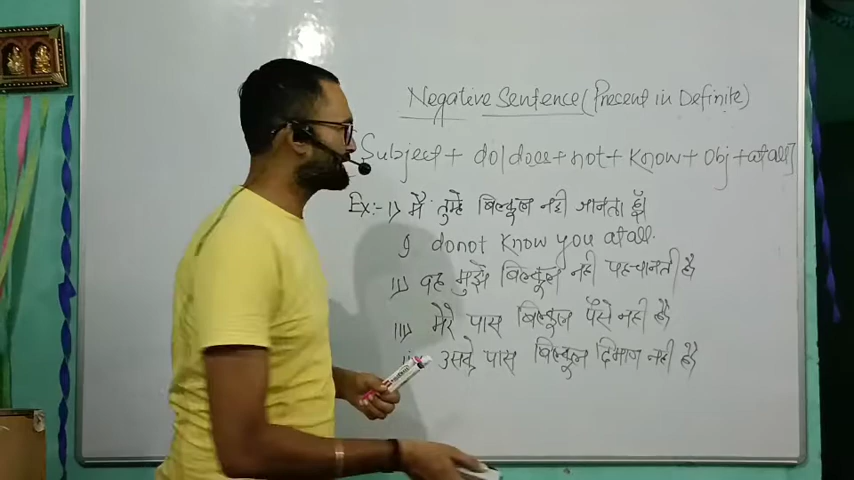 Negative Sentence (Present in Definite)
Subject + do/does + not + Know + Obj + at all]
Ex:- i) मैं तुम्हे बिल्कुल नहीं जानता हूँ
I donot know you at all.
ii) वह मुझे बिल्कुल नहीं पहचानती है
iii) मेरे पास बिल्कुल पैसे नहीं है
उसके पास बिल्कुल दिमाग नहीं है